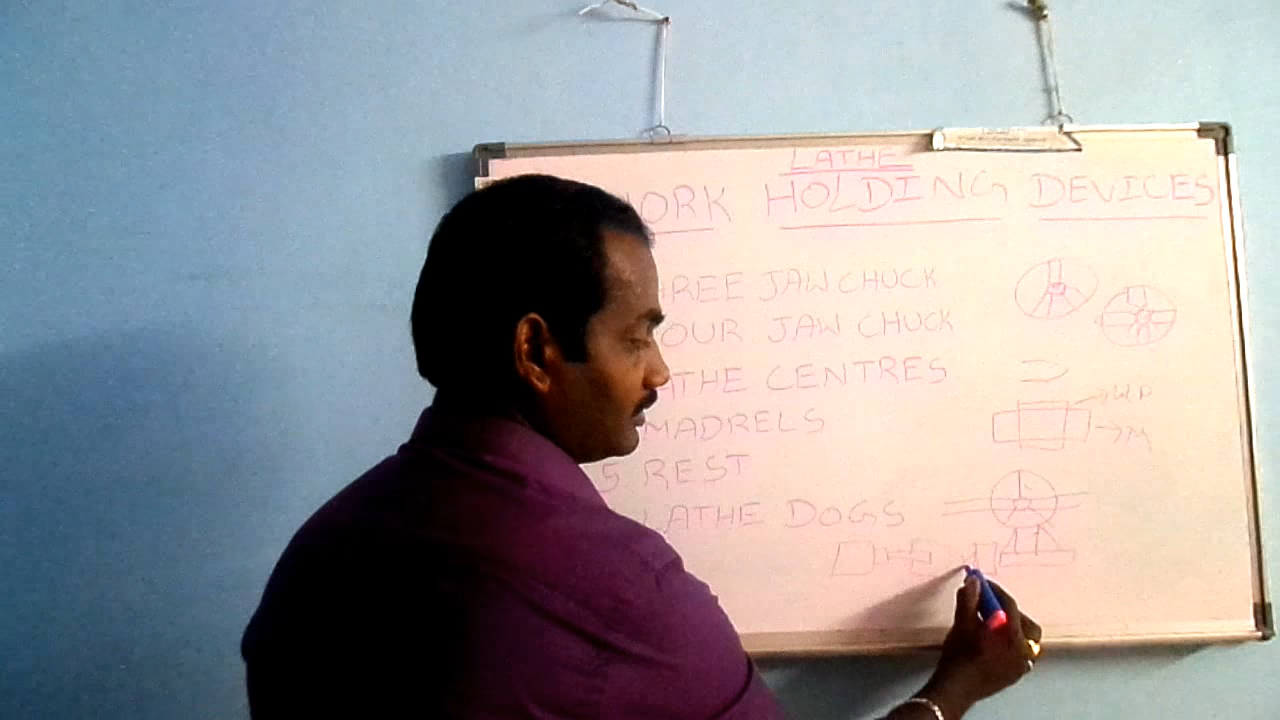 LATHE
ORK HOLDING DEVICES
HREE JAW CHUCK
OUR JAW CHUCK
ATHE CENTRES
MADRELS
5 REST
LATHE DOGS
W.P
M